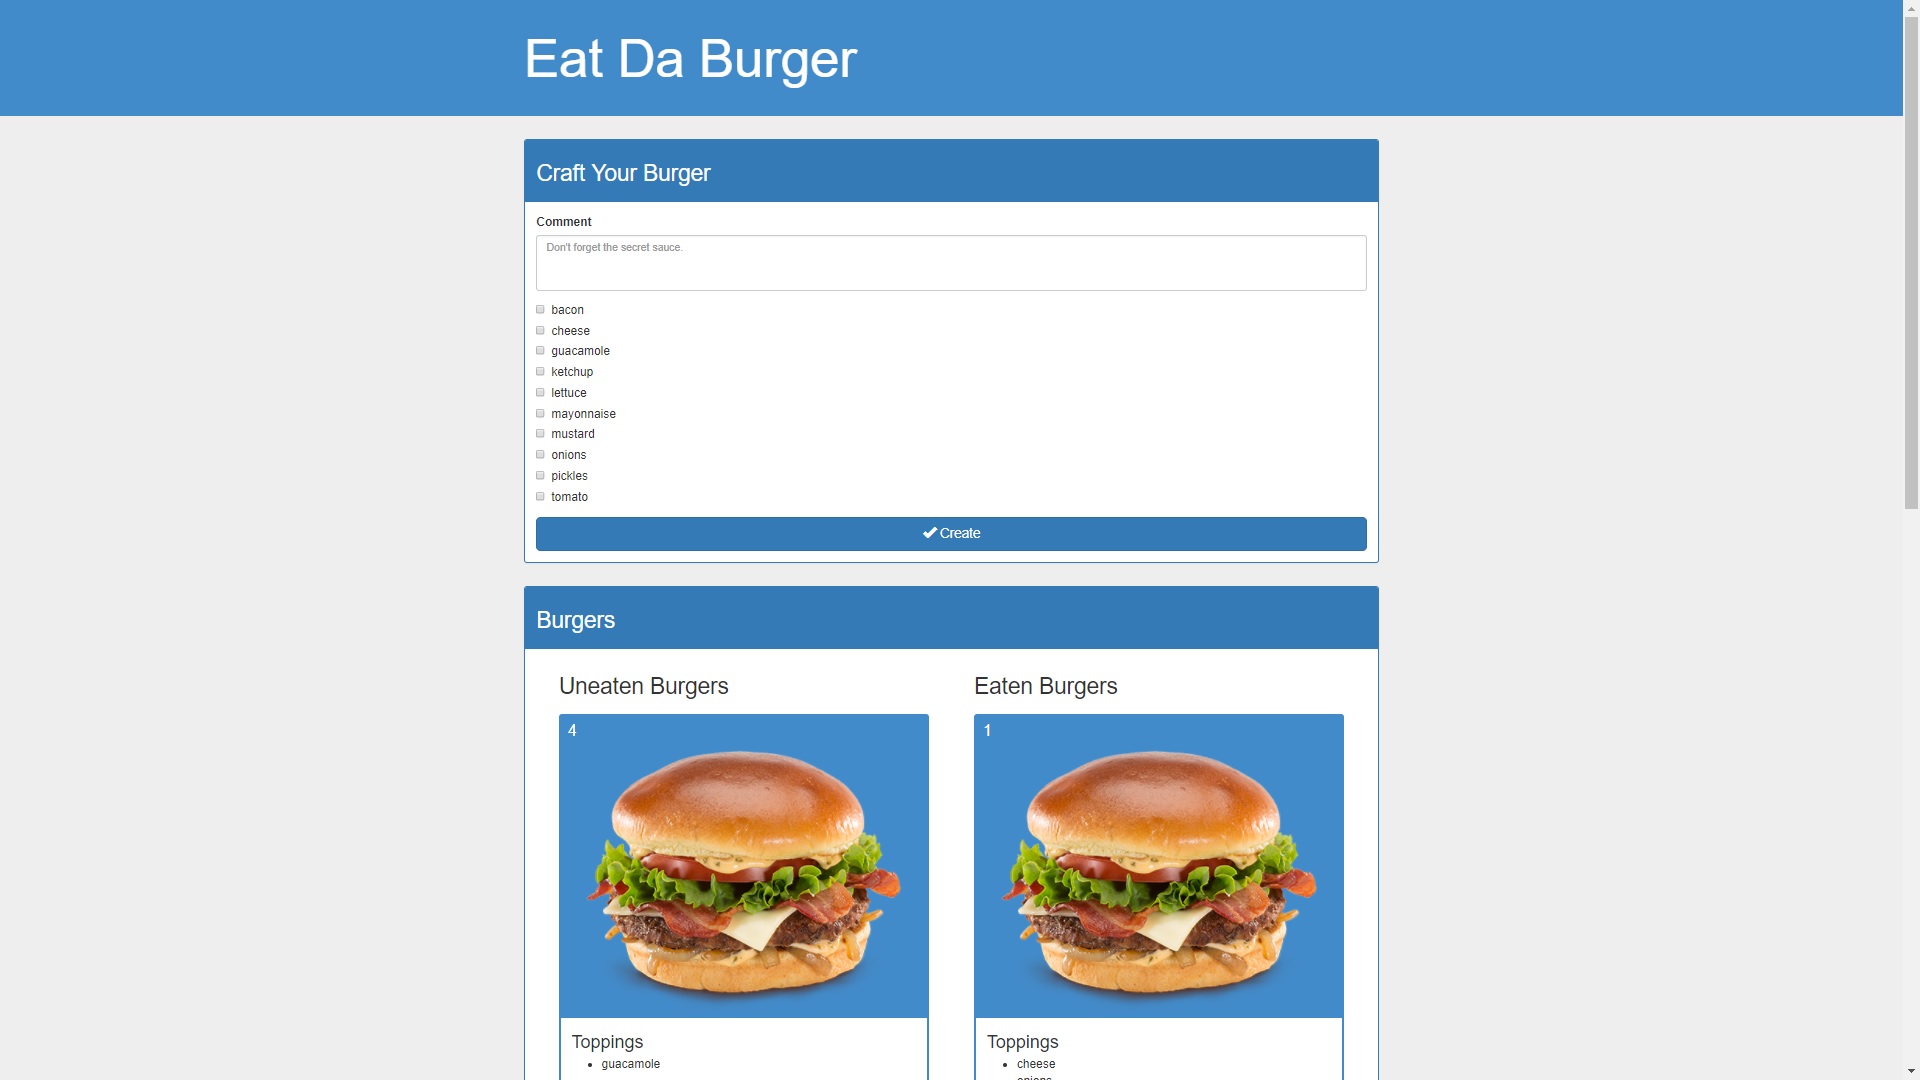 Eat Da Burger
Craft Your Burger
Comment
Don't forget the secret sauce.
bacon
cheese
guacamole
ketchup
lettuce
mayonnaise
mustard
onions
pickles
tomato
Create
Burgers
Uneaten Burgers
4
Toppings
guacamole
Eaten Burgers
1
Toppings
cheese
onions